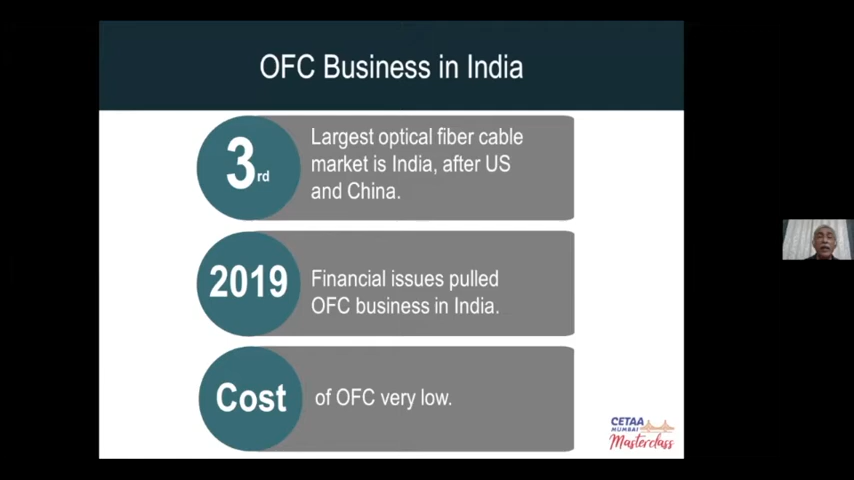 OFC Business in India
3rd
Largest optical fiber cable
market is India, after US
and China.
2019
Financial issues pulled
OFC business in India.
Cost
of OFC very low.
CETAA
MUMBAI
Masterclass